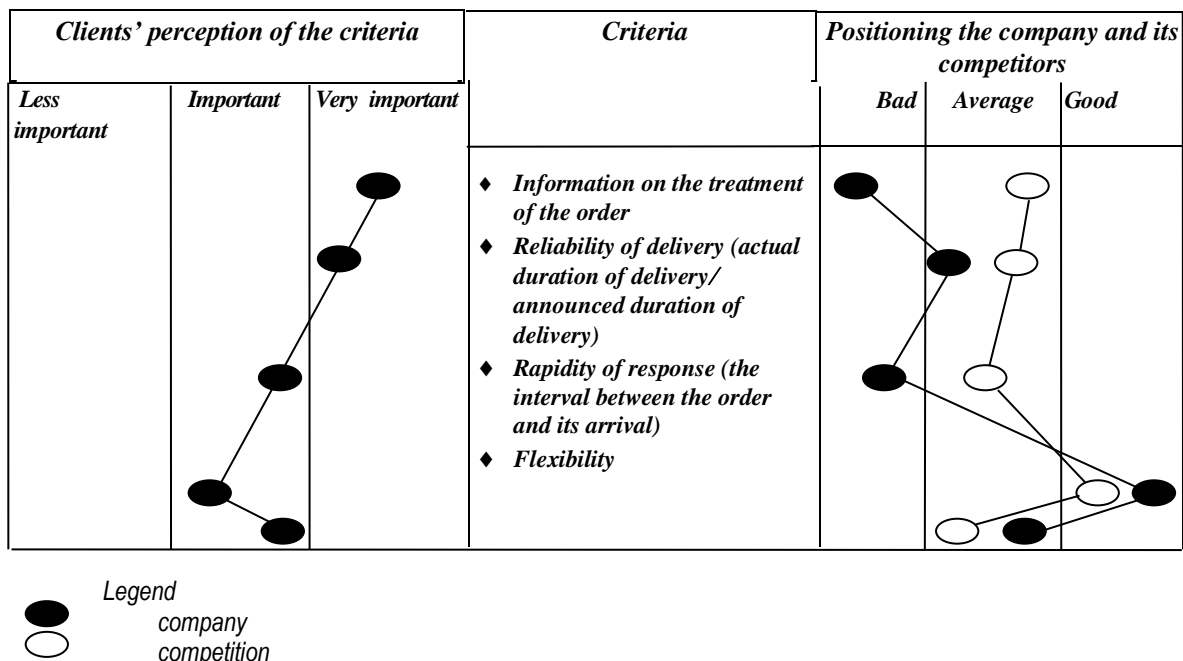 Clients' perception of the criteria
Criteria
Positioning the company and its
competitors
Less
important
Important
Very important
Bad
Average
Good
♦ Information on the treatment
of the order
♦ Reliability of delivery (actual
duration of delivery/
announced duration of
delivery)
♦ Rapidity of response (the
interval between the order
and its arrival)
♦ Flexibility
Legend
company
competition